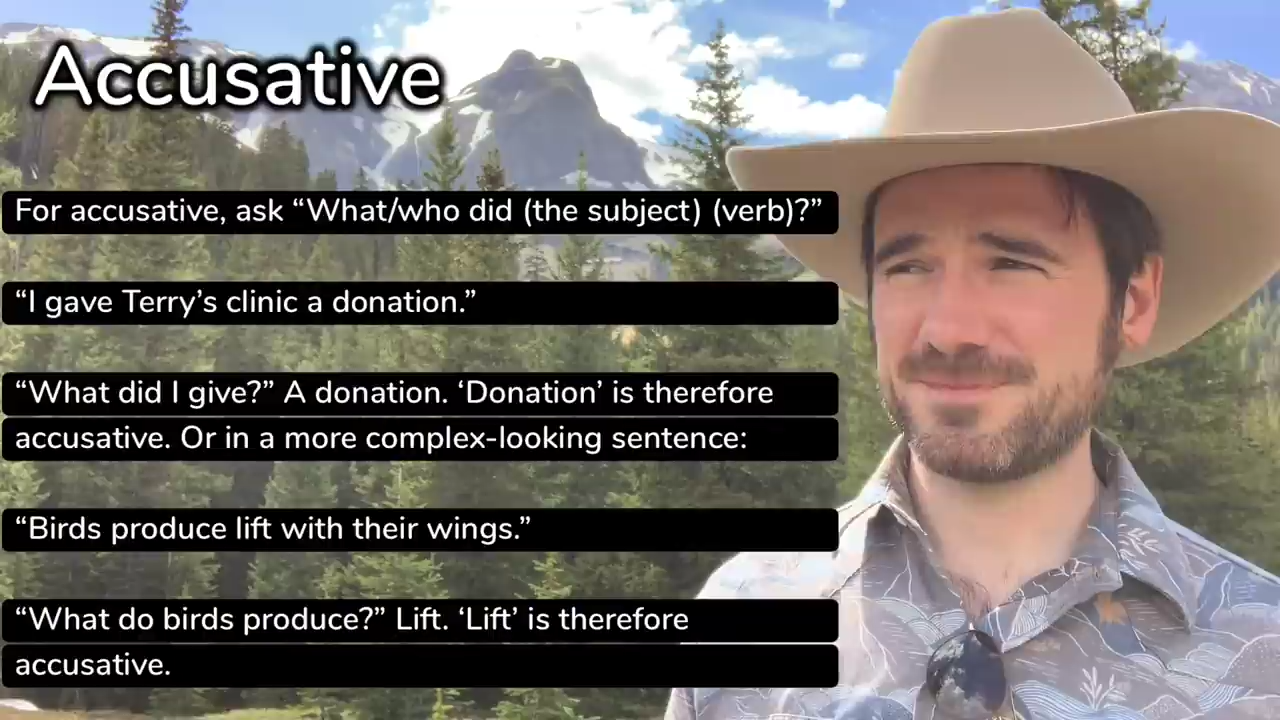 Accusative
For accusative, ask “What/who did (the subject) (verb)?”
“I gave Terry’s clinic a donation.”
“What did I give?” A donation. ‘Donation’ is therefore
accusative. Or in a more complex-looking sentence:
“Birds produce lift with their wings.”
“What do birds produce?” Lift. ‘Lift’ is therefore
accusative.